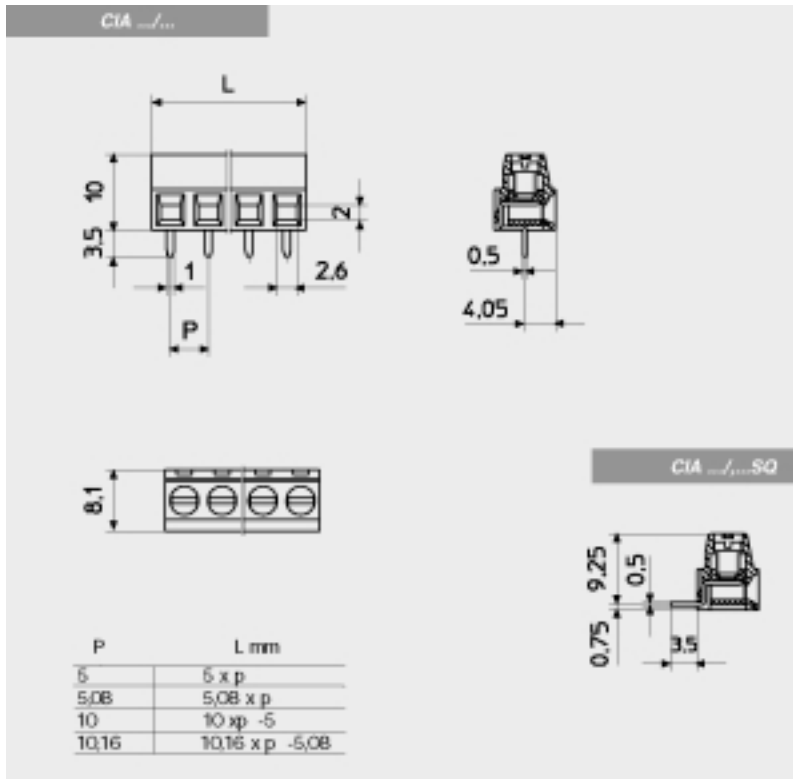 CIA .../...
L
10
3,5
2
1
2,6
P
0,5
4,05
8,1
CIA .../,...SQ
9,25
0,5
0,75
3,5
P L mm
5 5 x p
5,08 5,08 x p
10 10 xp -5
10,16 10,16 x p -5,08